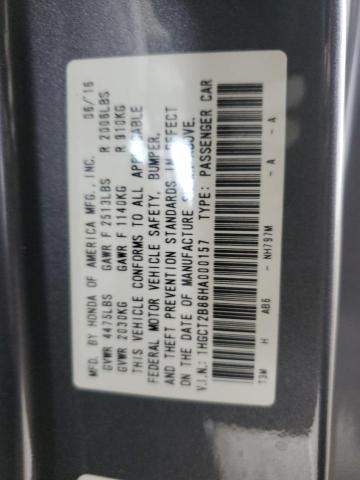 MFD. BY HONDA OF AMERICA MFG., INC. 06/16
GVWR 4475LBS GAWR F 2513LBS R 2006LBS
GVWR 2030KG GAWR F 1140KG R 910KG
THIS VEHICLE CONFORMS TO ALL APPLICABLE
FEDERAL MOTOR VEHICLE SAFETY, BUMPER,
AND THEFT PREVENTION STANDARDS IN EFFECT
ON THE DATE OF MANUFACTURE SHOWN ABOVE.
V.I.N.: 1HGCT2B86HA000157 TYPE: PASSENGER CAR
T3M H AB6 - NH797M - A - A